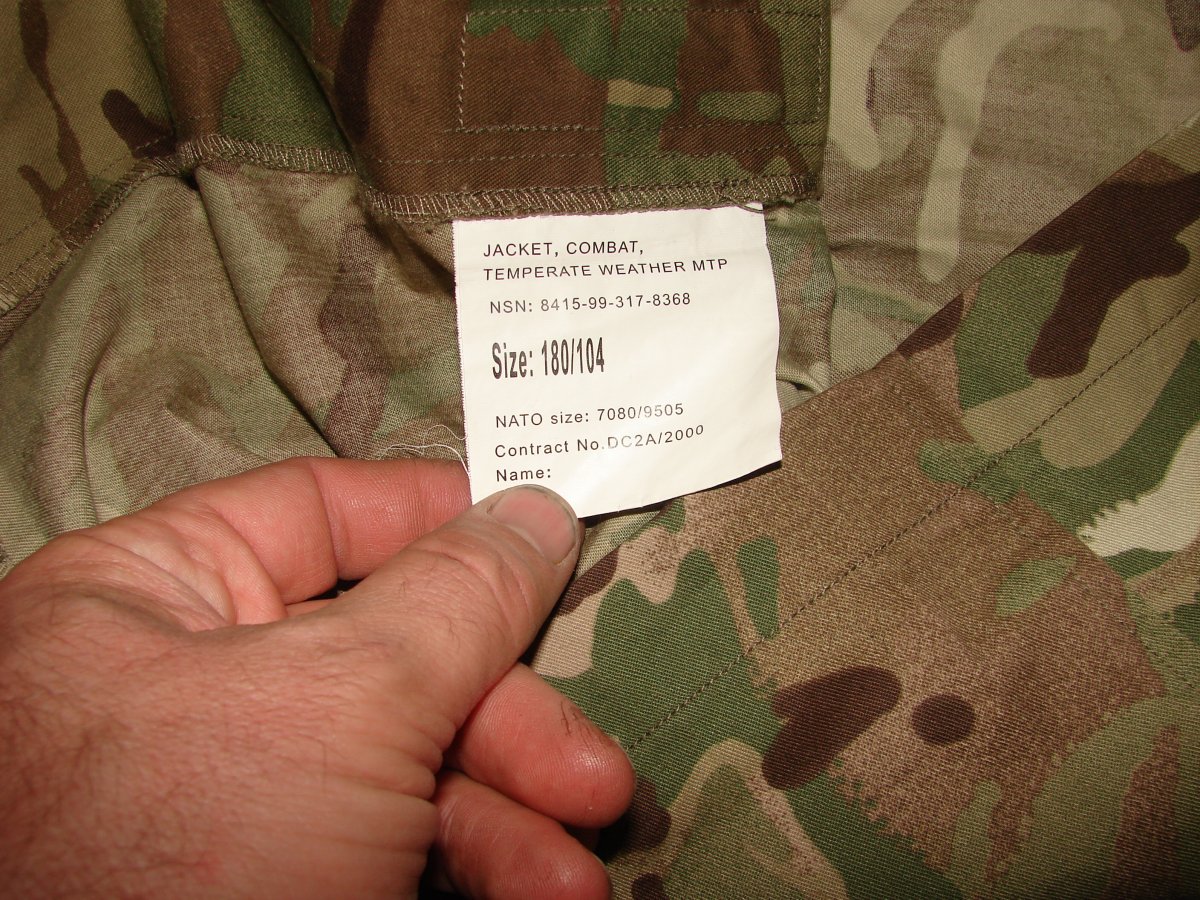 JACKET, COMBAT,
TEMPERATE WEATHER MTP
NSN: 8415-99-317-8368
Size: 180/104
NATO size: 7080/9505
Contract No.DC2A/2000
Name: